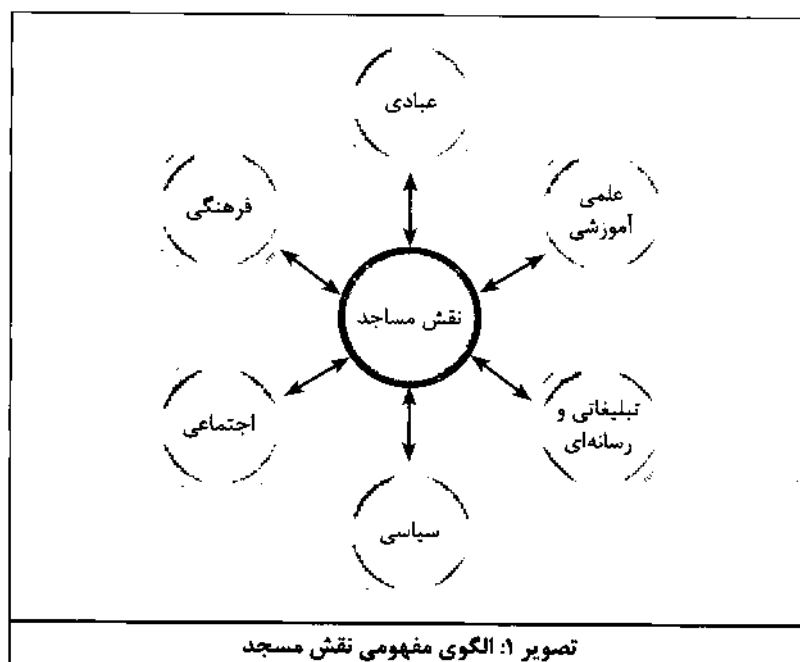 عبادی
علمی
آموزشی
فرهنگی
نقش مساجد
تبلیغاتی و
رسانه‌ای
اجتماعی
سیاسی
تصویر ۱: الگوی مفهومی نقش مسجد